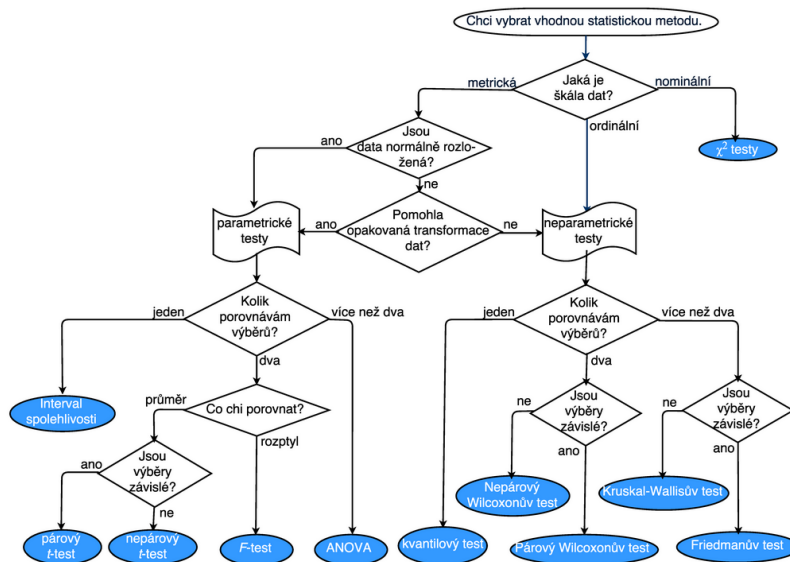 Chci vybrat vhodnou statistickou metodu.
metrická
Jaká je
škála dat?
nominální
ordinální
χ² testy
ano
Jsou
data normálně rozlo-
žená?
ne
parametrické
testy
ano
Pomohla
opakovaná transformace
dat?
ne
neparametrické
testy
jeden
Kolik
porovnávám
výběrů?
více než dva
dva
jeden
Kolik
porovnávám
výběrů?
více než dva
dva
Interval
spolehlivosti
průměr
Co chi porovnat?
rozptyl
ne
Jsou
výběry
závislé?
ano
ne
Jsou
výběry
závislé?
ano
ano
Jsou
výběry
závislé?
ne
Nepárový
Wilcoxonův test
Kruskal-Wallisův test
párový
t-test
nepárový
t-test
F-test
ANOVA
kvantilový test
Párový Wilcoxonův test
Friedmanův test